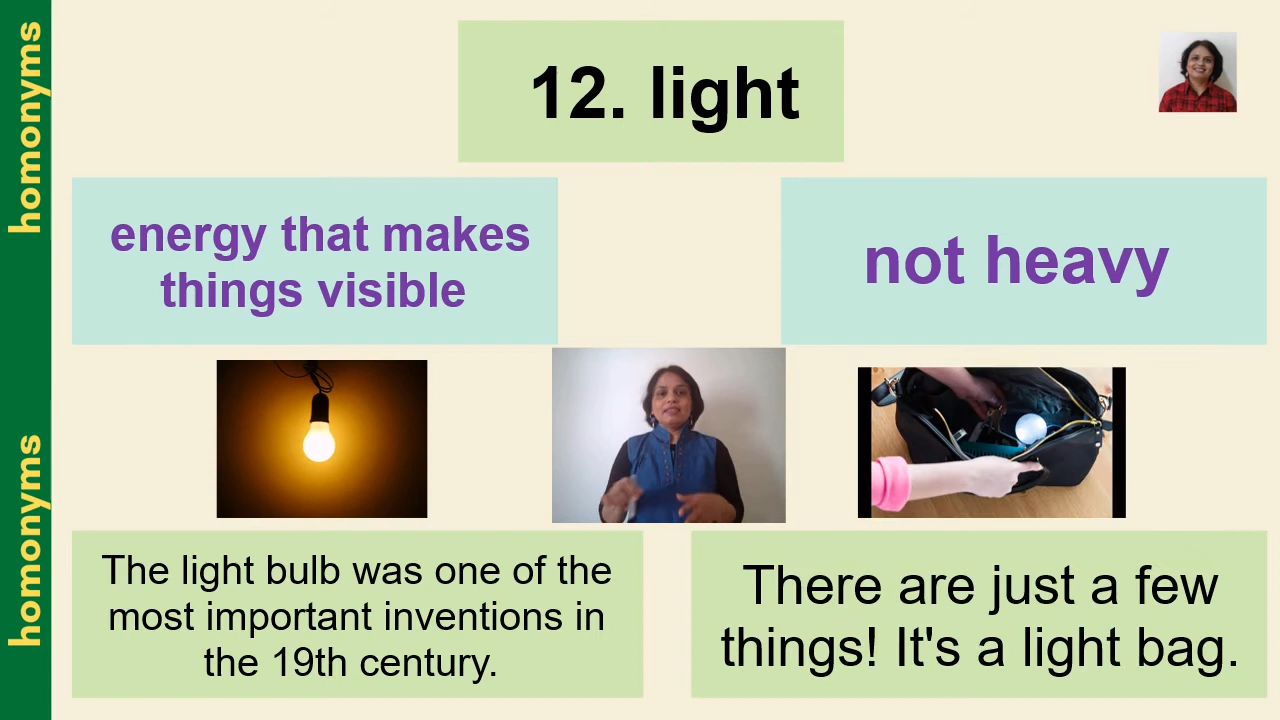 homonyms
homonyms
12. light
energy that makes
things visible
not heavy
The light bulb was one of the
most important inventions in
the 19th century.
There are just a few
things! It's a light bag.